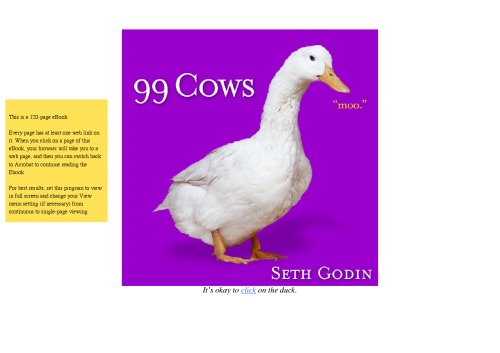 99 Cows
"moo."
This is a 120-page eBook.
Every page has at least one web link on
it. When you click on a page of this
eBook, your browser will take you to a
web page, and then you can switch back
to Acrobat to continue reading the
Ebook.
For best results, set this program to view
in full screen and change your View
menu setting (if necessary) from
continuous to single-page viewing.
Seth Godin
It's okay to click on the duck.